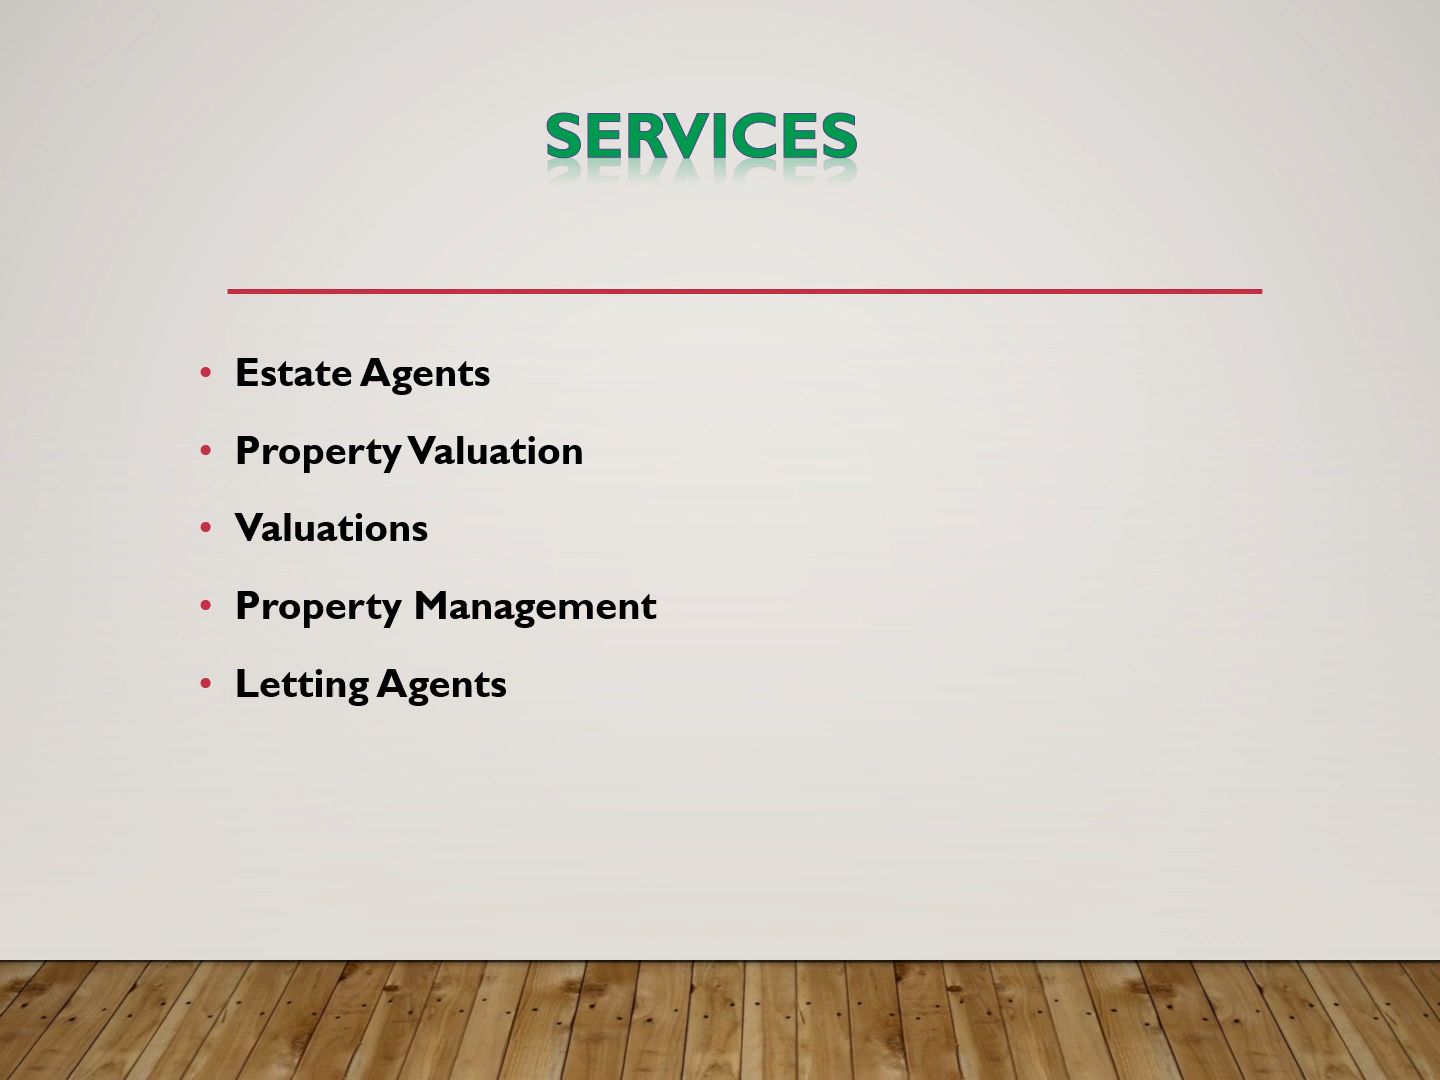 SERVICES
• Estate Agents
• Property Valuation
• Valuations
• Property Management
• Letting Agents